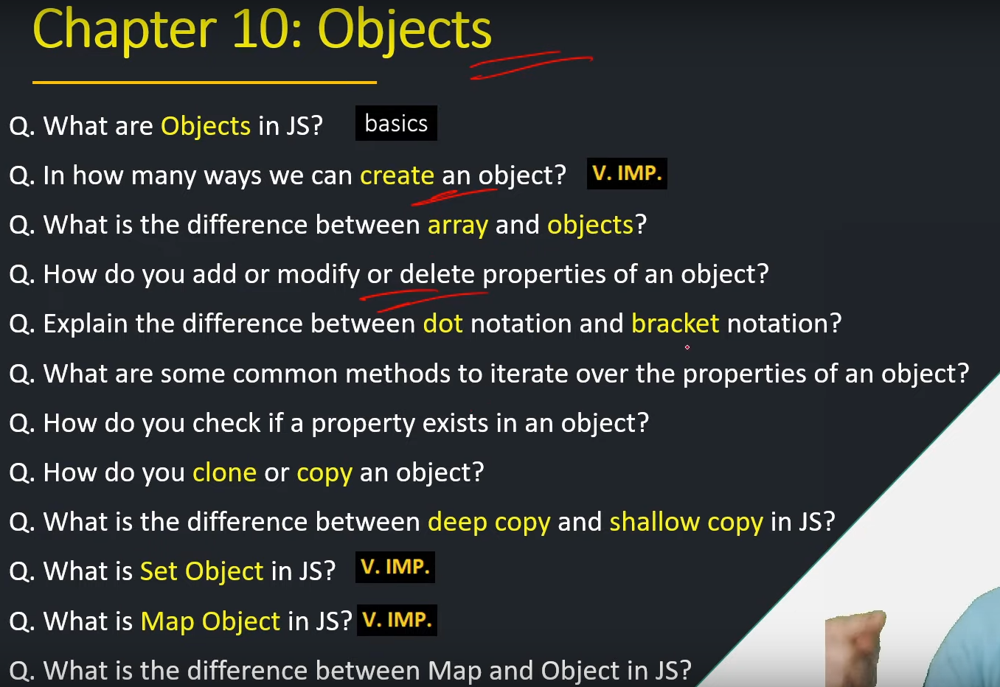 Chapter 10: Objects
Q. What are Objects in JS? basics
Q. In how many ways we can create an object? V. IMP.
Q. What is the difference between array and objects?
Q. How do you add or modify or delete properties of an object?
Q. Explain the difference between dot notation and bracket notation?
Q. What are some common methods to iterate over the properties of an object?
Q. How do you check if a property exists in an object?
Q. How do you clone or copy an object?
Q. What is the difference between deep copy and shallow copy in JS?
Q. What is Set Object in JS? V. IMP.
Q. What is Map Object in JS? V. IMP.
Q. What is the difference between Map and Object in JS?